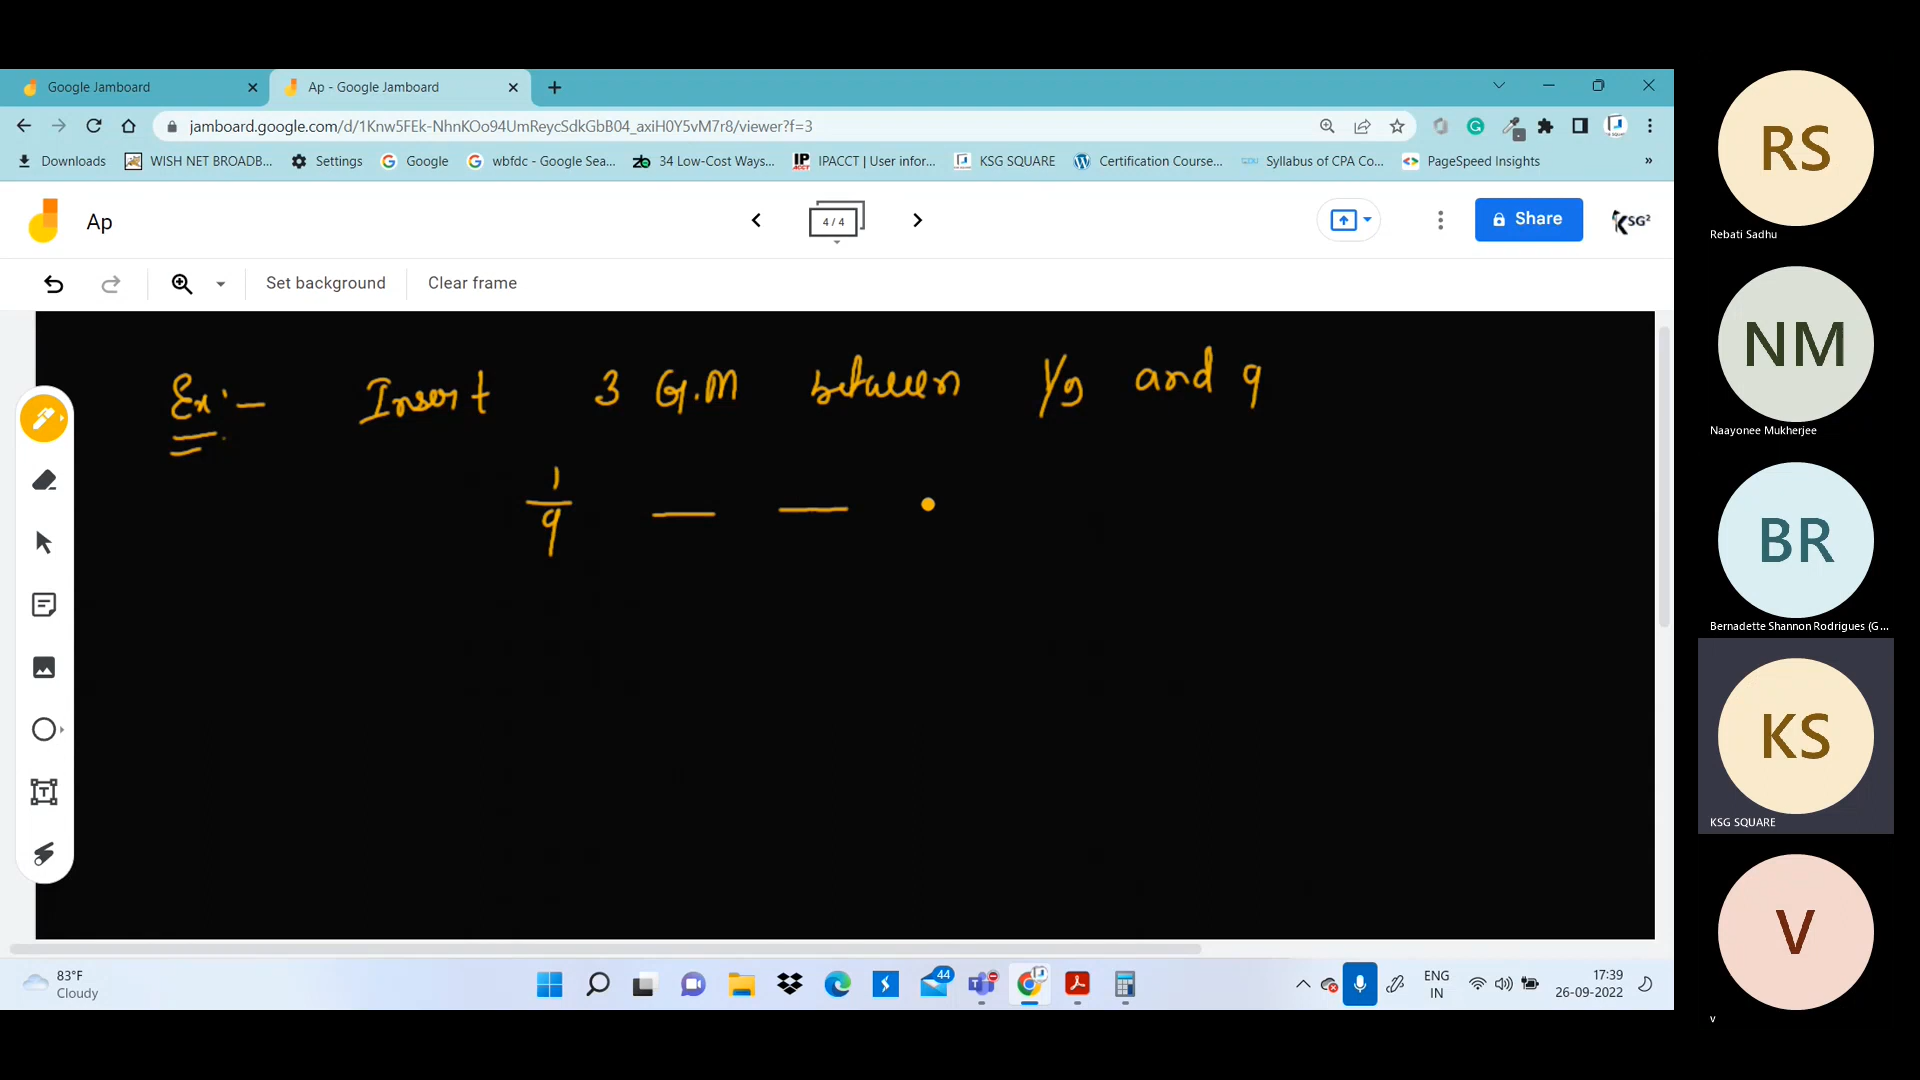 Google Jamboard
Ap - Google Jamboard
jamboard.google.com/d/1Knw5FEk-NhnKOo94UmReycSdkGbB04_axiH0Y5vM7r8/viewer?f=3
Downloads WISH NET BROADB... Settings Google wbfdc - Google Sea... 34 Low-Cost Ways... IPACCT | User infor... KSG SQUARE Certification Course... Syllabus of CPA Co... PageSpeed Insights »
Ap
4 / 4
Share
KSG²
Set background
Clear frame
Ex:- Insert 3 G.M between 1/9 and 9
1
9
RS
Rebati Sadhu
NM
Naayonee Mukherjee
BR
Bernadette Shannon Rodrigues (G...
KS
KSG SQUARE
V
v
83°F
Cloudy
44
ENG
IN
17:39
26-09-2022